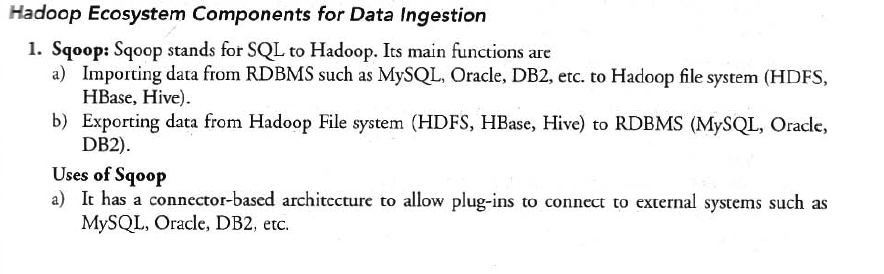 Hadoop Ecosystem Components for Data Ingestion
1. Sqoop: Sqoop stands for SQL to Hadoop. Its main functions are
a) Importing data from RDBMS such as MySQL, Oracle, DB2, etc. to Hadoop file system (HDFS,
HBase, Hive).
b) Exporting data from Hadoop File system (HDFS, HBase, Hive) to RDBMS (MySQL, Oracle,
DB2).
Uses of Sqoop
a) It has a connector-based architecture to allow plug-ins to connect to external systems such as
MySQL, Oracle, DB2, etc.